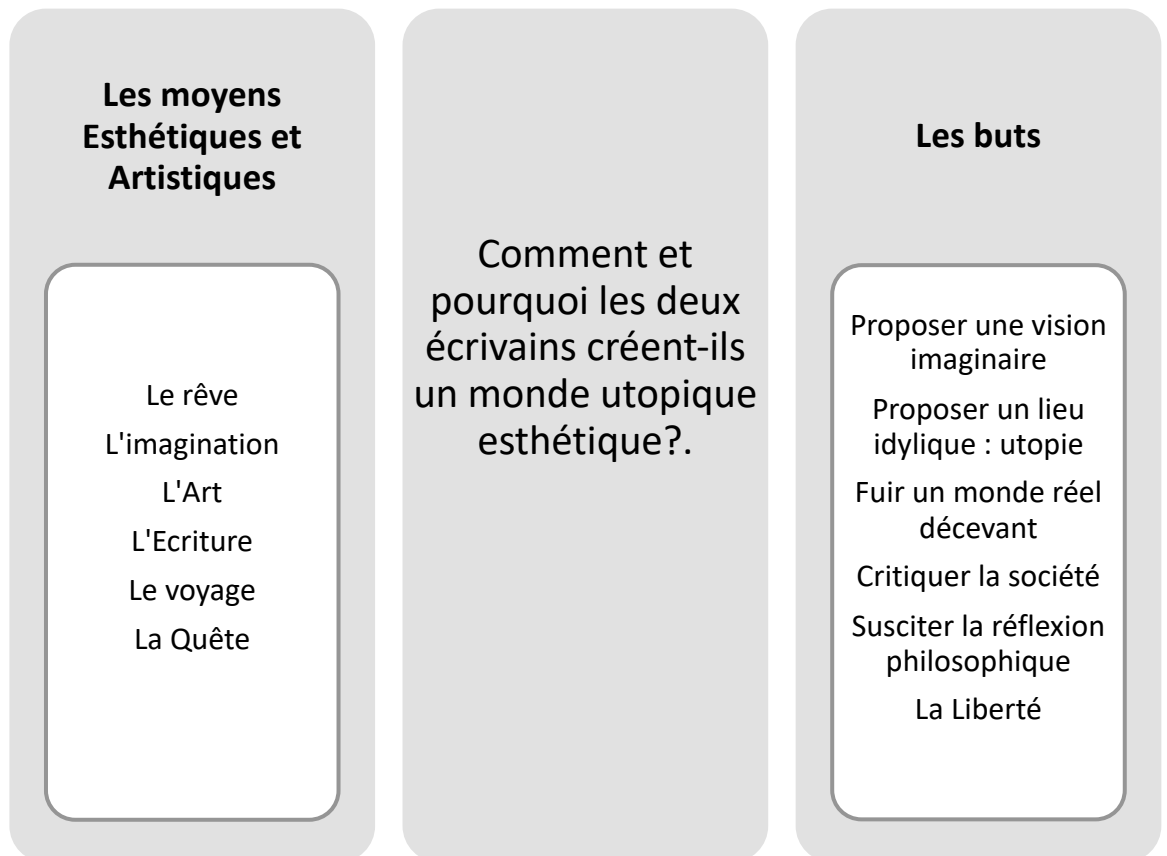 Les moyens
Esthétiques et
Artistiques
Le rêve
L'imagination
L'Art
L'Ecriture
Le voyage
La Quête
Comment et
pourquoi les deux
écrivains créent-ils
un monde utopique
esthétique?.
Les buts
Proposer une vision
imaginaire
Proposer un lieu
idylique : utopie
Fuir un monde réel
décevant
Critiquer la société
Susciter la réflexion
philosophique
La Liberté